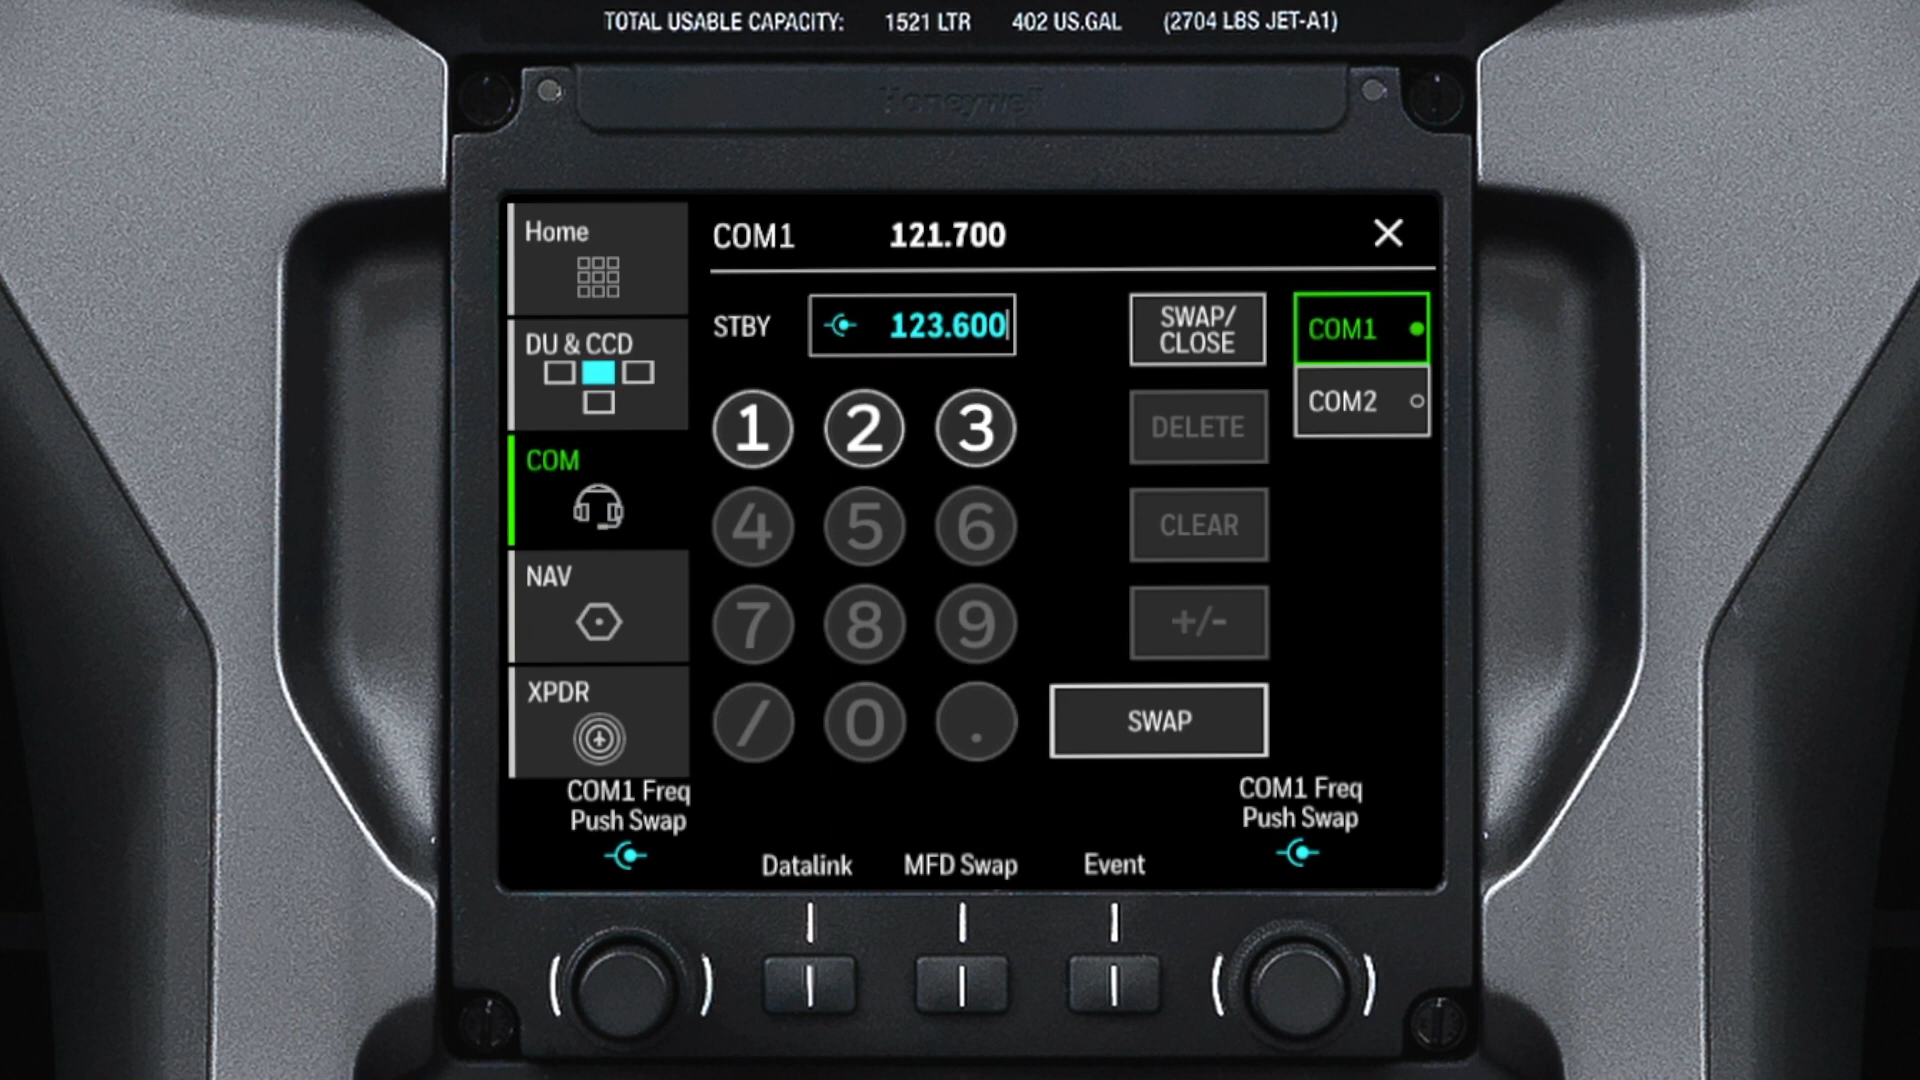 TOTAL USABLE CAPACITY: 1521 LTR 402 US.GAL (2704 LBS JET-A1)
Honeywell
Home
COM1 121.700
DU & CCD
STBY 123.600
SWAP/
CLOSE
COM1
COM2
COM
1 2 3
DELETE
4 5 6
CLEAR
NAV
7 8 9
+/-
XPDR
/ 0 .
SWAP
COM1 Freq
Push Swap
COM1 Freq
Push Swap
Datalink MFD Swap Event